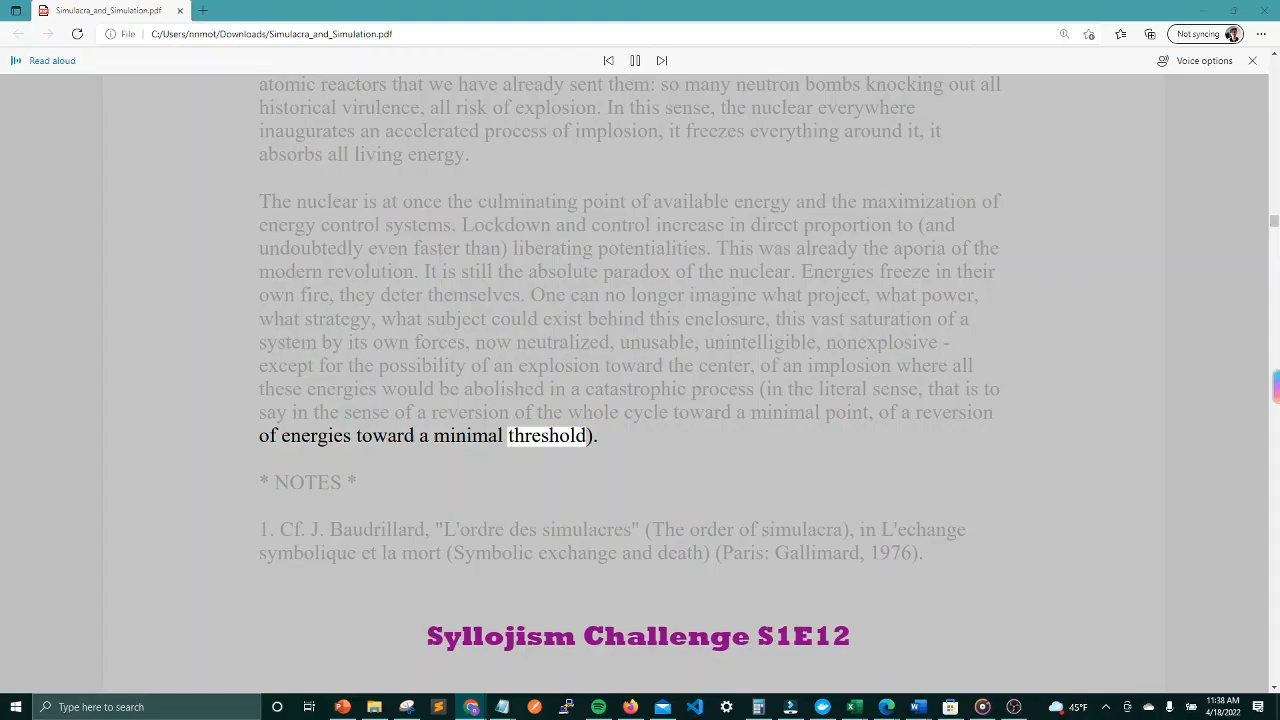 Simulacra_and_Simulation.pdf
File
C:/Users/nnmot/Downloads/Simulacra_and_Simulation.pdf
Not syncing
Read aloud
Voice options
atomic reactors that we have already sent them: so many neutron bombs knocking out all
historical virulence, all risk of explosion. In this sense, the nuclear everywhere
inaugurates an accelerated process of implosion, it freezes everything around it, it
absorbs all living energy.
The nuclear is at once the culminating point of available energy and the maximization of
energy control systems. Lockdown and control increase in direct proportion to (and
undoubtedly even faster than) liberating potentialities. This was already the aporia of the
modern revolution. It is still the absolute paradox of the nuclear. Energies freeze in their
own fire, they deter themselves. One can no longer imagine what project, what power,
what strategy, what subject could exist behind this enclosure, this vast saturation of a
system by its own forces, now neutralized, unusable, unintelligible, nonexplosive -
except for the possibility of an explosion toward the center, of an implosion where all
these energies would be abolished in a catastrophic process (in the literal sense, that is to
say in the sense of a reversion of the whole cycle toward a minimal point, of a reversion
of energies toward a minimal threshold).
* NOTES *
1. Cf. J. Baudrillard, "L'ordre des simulacres" (The order of simulacra), in L'echange
symbolique et la mort (Symbolic exchange and death) (Paris: Gallimard, 1976).
Syllojism Challenge S1E12
Type here to search
45°F
11:38 AM
4/18/2022